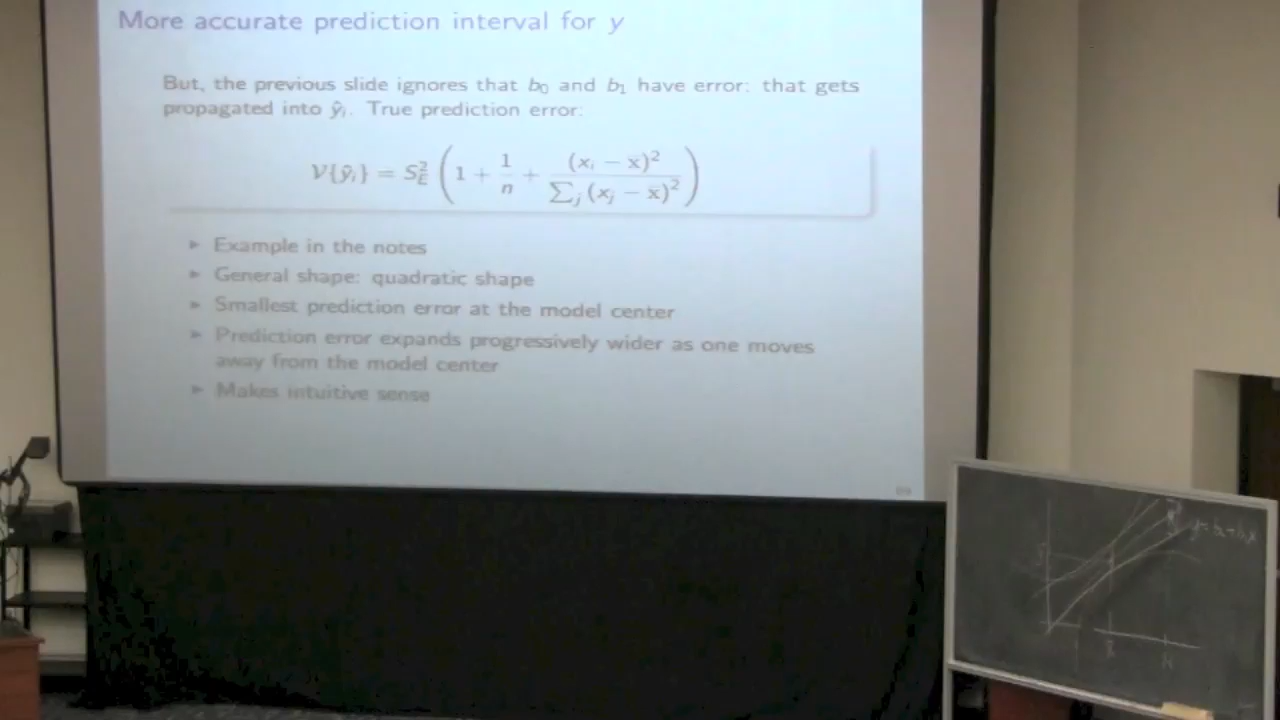 More accurate prediction interval for y
But, the previous slide ignores that b₀ and b₁ have error: that gets
propagated into ŷᵢ. True prediction error:
𝒱{ŷᵢ} = S_E² (1 + 1/n + (xᵢ − x̄)² / ∑ⱼ (xⱼ − x̄)²)
► Example in the notes
► General shape: quadratic shape
► Smallest prediction error at the model center
► Prediction error expands progressively wider as one moves
away from the model center
► Makes intuitive sense